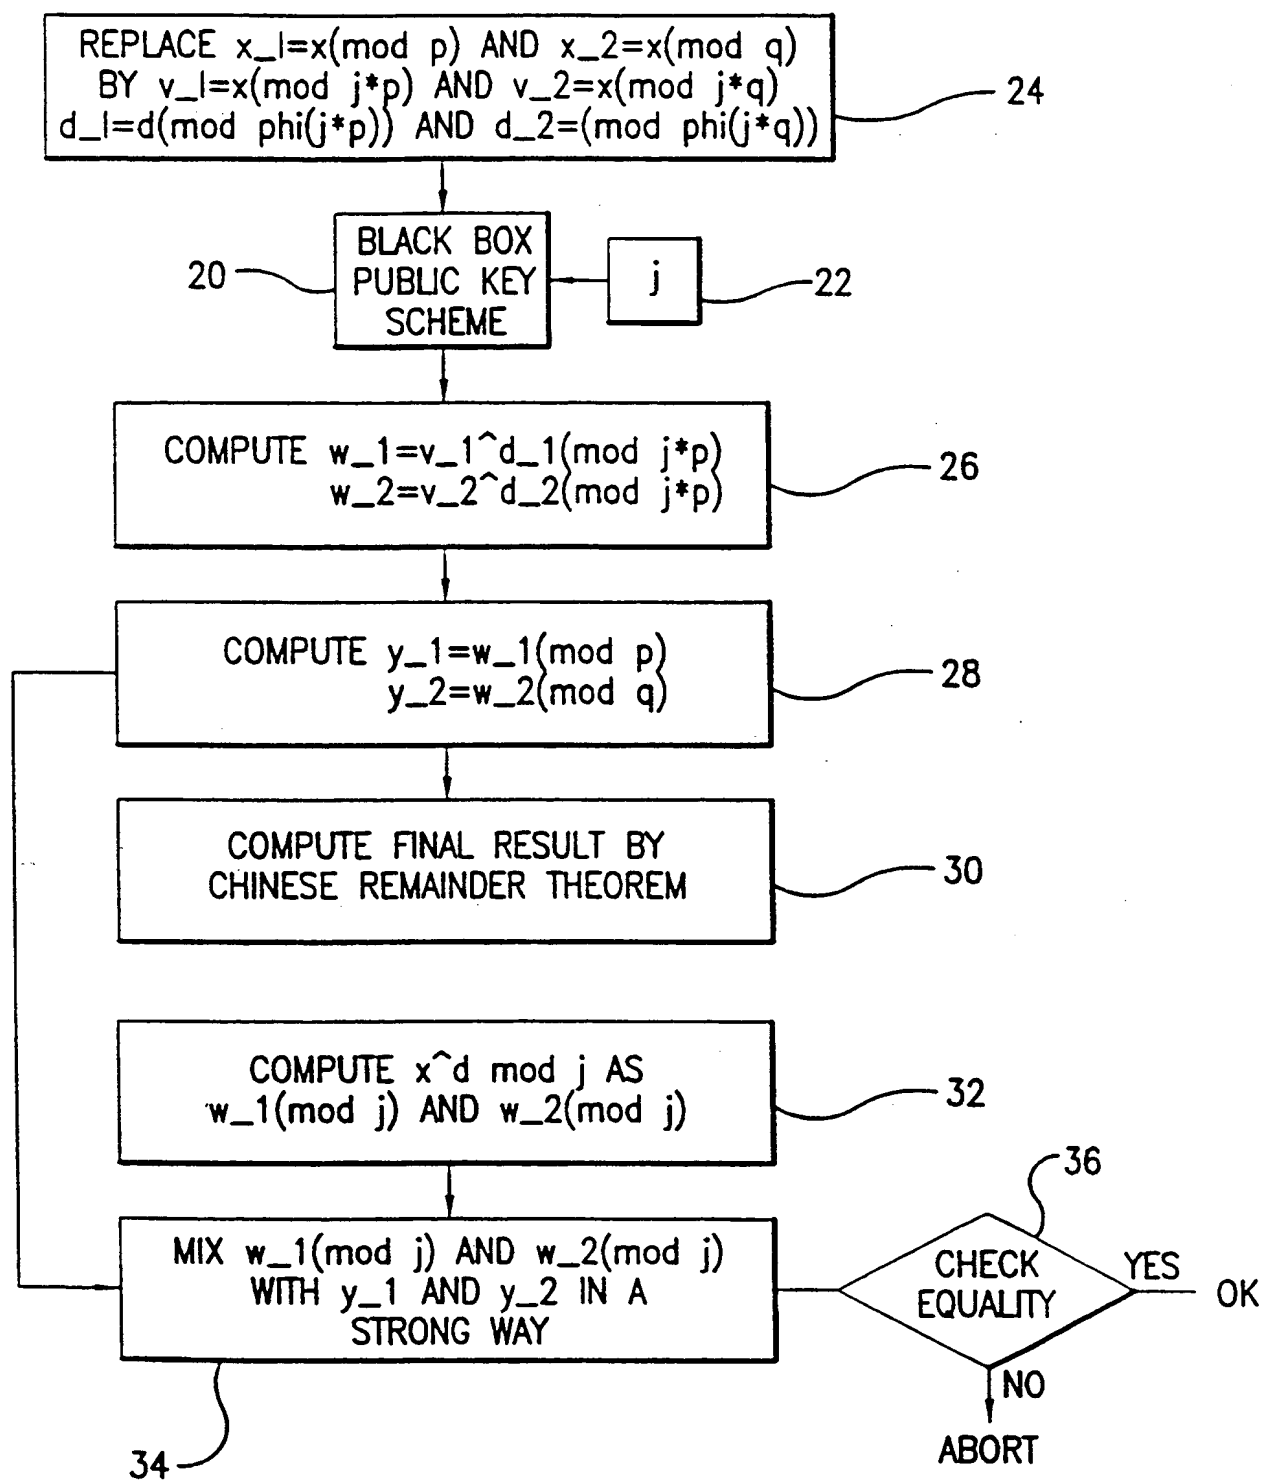 REPLACE x_1=x(mod p) AND x_2=x(mod q)
BY v_1=x(mod j*p) AND v_2=x(mod j*q)
d_1=d(mod phi(j*p)) AND d_2=(mod phi(j*q))
24
BLACK BOX
PUBLIC KEY
SCHEME
20
j
22
COMPUTE w_1=v_1^d_1(mod j*p)
w_2=v_2^d_2(mod j*p)
26
COMPUTE y_1=w_1(mod p)
y_2=w_2(mod q)
28
COMPUTE FINAL RESULT BY
CHINESE REMAINDER THEOREM
30
COMPUTE x^d mod j AS
w_1(mod j) AND w_2(mod j)
32
MIX w_1(mod j) AND w_2(mod j)
WITH y_1 AND y_2 IN A
STRONG WAY
34
36
CHECK
EQUALITY
YES
OK
NO
ABORT